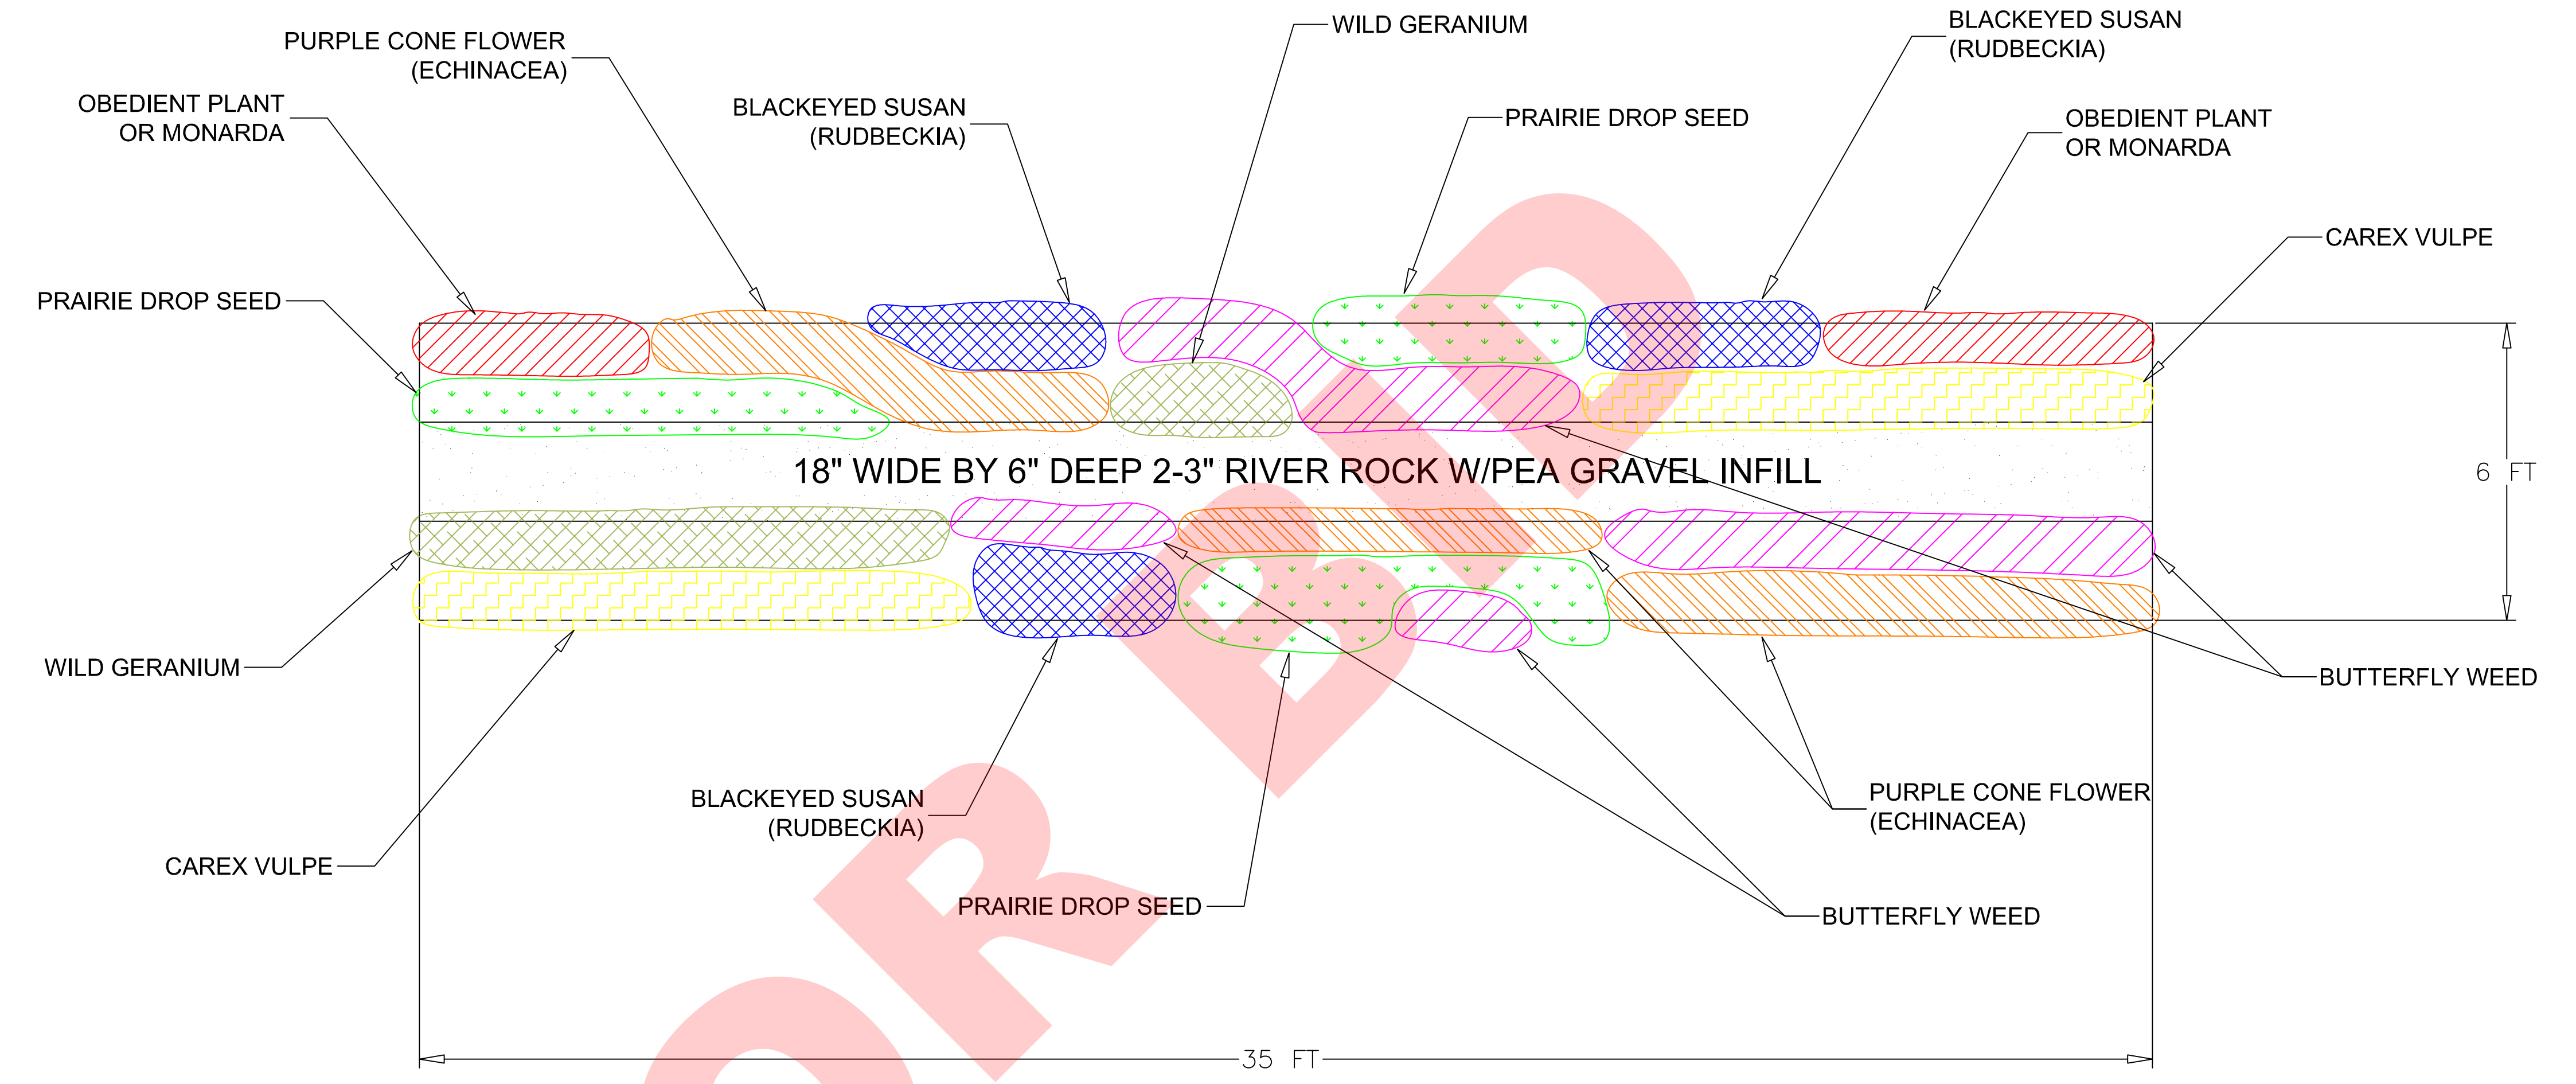 WILD GERANIUM
BLACKEYED SUSAN
(RUDBECKIA)
PURPLE CONE FLOWER
(ECHINACEA)
OBEDIENT PLANT
OR MONARDA
BLACKEYED SUSAN
(RUDBECKIA)
PRAIRIE DROP SEED
OBEDIENT PLANT
OR MONARDA
CAREX VULPE
PRAIRIE DROP SEED
18" WIDE BY 6" DEEP 2-3" RIVER ROCK W/PEA GRAVEL INFILL
6 FT
WILD GERANIUM
BUTTERFLY WEED
BLACKEYED SUSAN
(RUDBECKIA)
PURPLE CONE FLOWER
(ECHINACEA)
CAREX VULPE
PRAIRIE DROP SEED
BUTTERFLY WEED
35 FT
OR BID